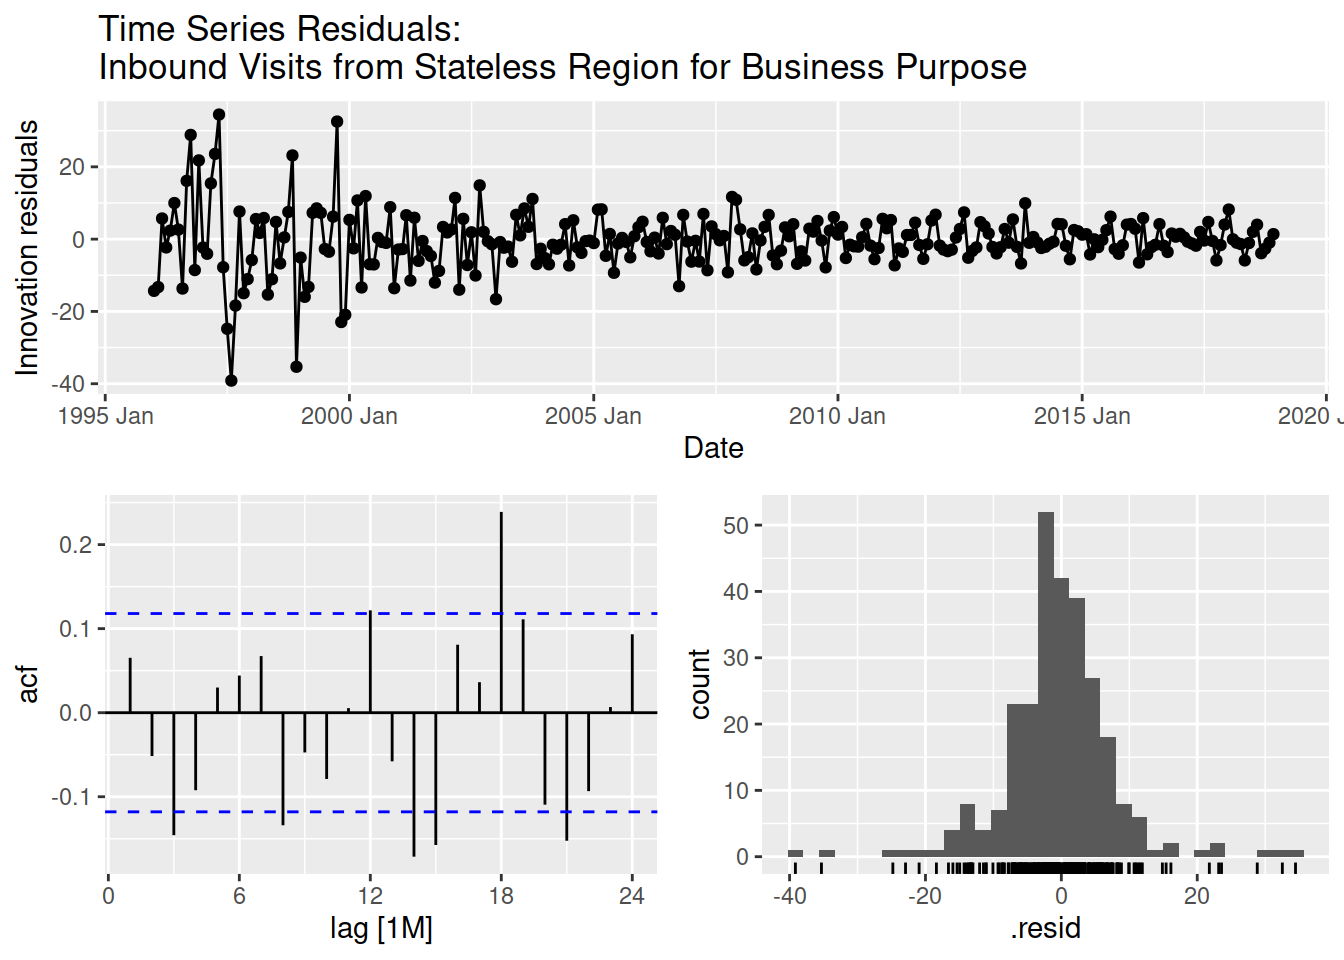 Time Series Residuals:
Inbound Visits from Stateless Region for Business Purpose
Innovation residuals
20
0
-20
-40
1995 Jan 2000 Jan 2005 Jan 2010 Jan 2015 Jan 2020 J
Date
acf
0.2
0.1
0.0
-0.1
0 6 12 18 24
lag [1M]
count
50
40
30
20
10
0
-40 -20 0 20
.resid